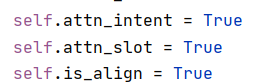 self.attn_intent = True
self.attn_slot = True
self.is_align = True